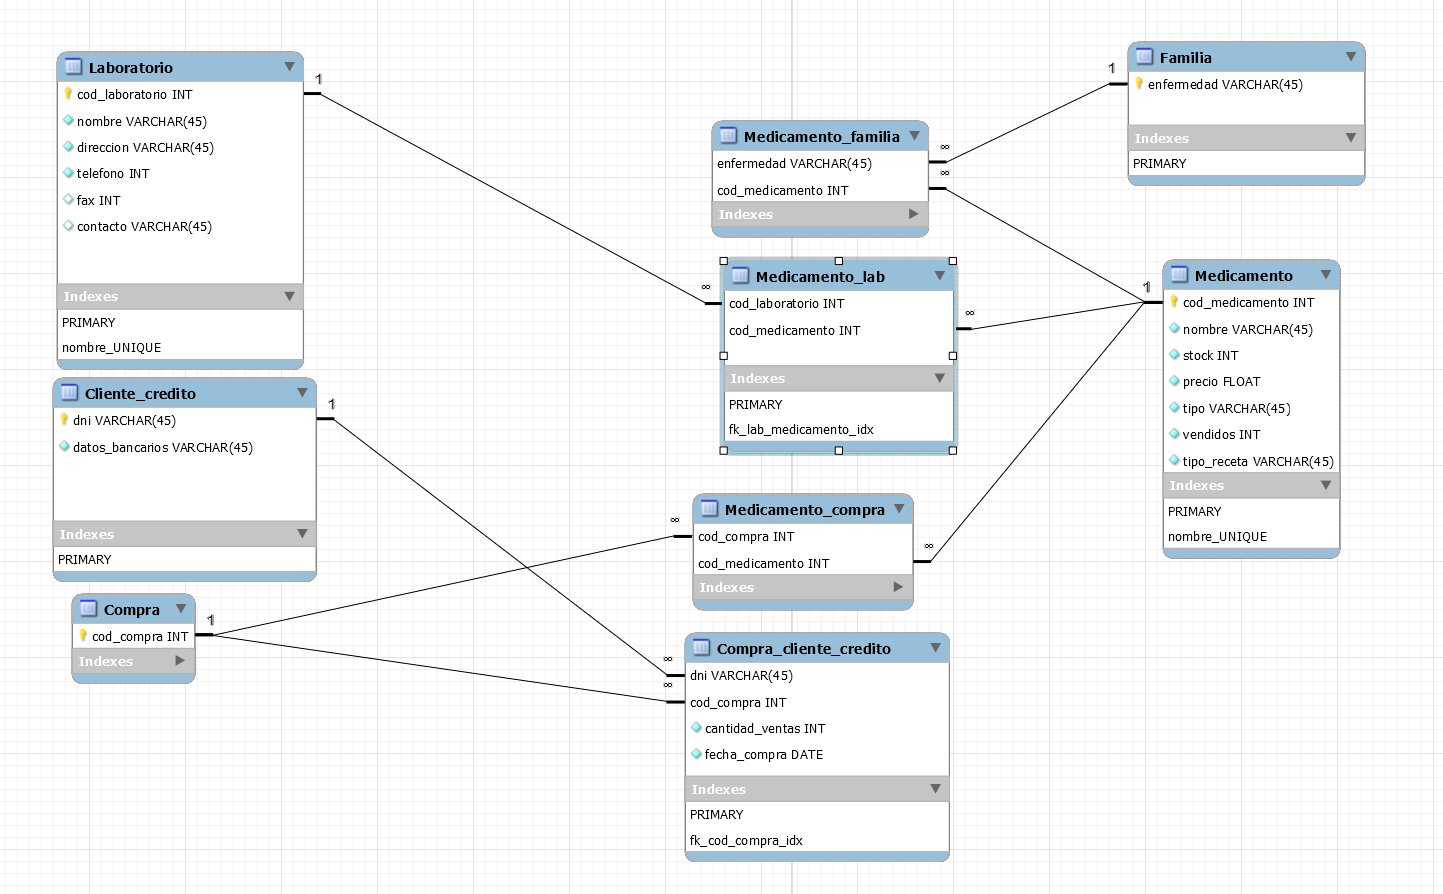 Laboratorio
1
cod_laboratorio INT
nombre VARCHAR(45)
direccion VARCHAR(45)
telefono INT
fax INT
contacto VARCHAR(45)
Indexes
PRIMARY
nombre_UNIQUE
Cliente_credito
1
dni VARCHAR(45)
datos_bancarios VARCHAR(45)
Indexes
PRIMARY
Compra
1
cod_compra INT
Indexes
Medicamento_familia
enfermedad VARCHAR(45)
∞
cod_medicamento INT
∞
Indexes
Medicamento_lab
∞
cod_laboratorio INT
cod_medicamento INT
∞
Indexes
PRIMARY
fk_lab_medicamento_idx
Medicamento_compra
∞
cod_compra INT
cod_medicamento INT
∞
Indexes
Compra_cliente_credito
∞
dni VARCHAR(45)
∞
cod_compra INT
cantidad_ventas INT
fecha_compra DATE
Indexes
PRIMARY
fk_cod_compra_idx
Familia
1
enfermedad VARCHAR(45)
Indexes
PRIMARY
Medicamento
1
cod_medicamento INT
nombre VARCHAR(45)
stock INT
precio FLOAT
tipo VARCHAR(45)
vendidos INT
tipo_receta VARCHAR(45)
Indexes
PRIMARY
nombre_UNIQUE